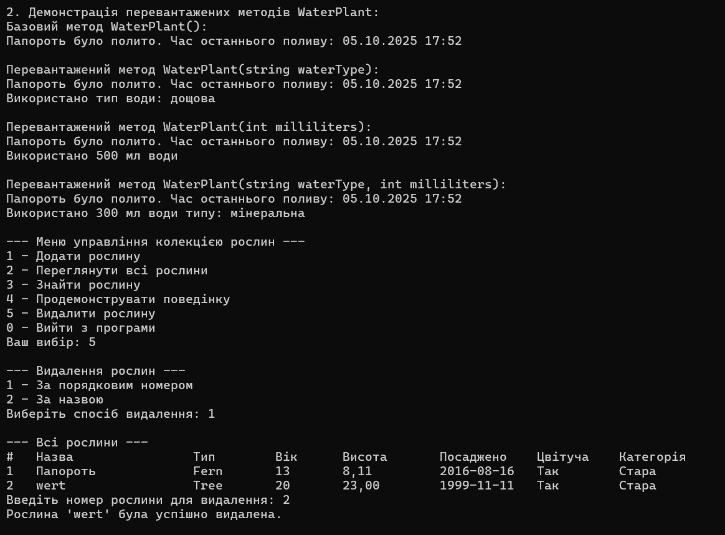 2. Демонстрація перевантажених методів WaterPlant:
Базовий метод WaterPlant():
Папороть було полито. Час останнього поливу: 05.10.2025 17:52
Перевантажений метод WaterPlant(string waterType):
Папороть було полито. Час останнього поливу: 05.10.2025 17:52
Використано тип води: дощова
Перевантажений метод WaterPlant(int milliliters):
Папороть було полито. Час останнього поливу: 05.10.2025 17:52
Використано 500 мл води
Перевантажений метод WaterPlant(string waterType, int milliliters):
Папороть було полито. Час останнього поливу: 05.10.2025 17:52
Використано 300 мл води типу: мінеральна
--- Меню управління колекцією рослин ---
1 - Додати рослину
2 - Переглянути всі рослини
3 - Знайти рослину
4 - Продемонструвати поведінку
5 - Видалити рослину
0 - Вийти з програми
Ваш вибір: 5
--- Видалення рослин ---
1 - За порядковим номером
2 - За назвою
Виберіть спосіб видалення: 1
--- Всі рослини ---
# Назва Тип Вік Висота Посаджено Цвітуча Категорія
1 Папороть Fern 13 8,11 2016-08-16 Так Стара
2 wert Tree 20 23,00 1999-11-11 Так Стара
Введіть номер рослини для видалення: 2
Рослина 'wert' була успішно видалена.